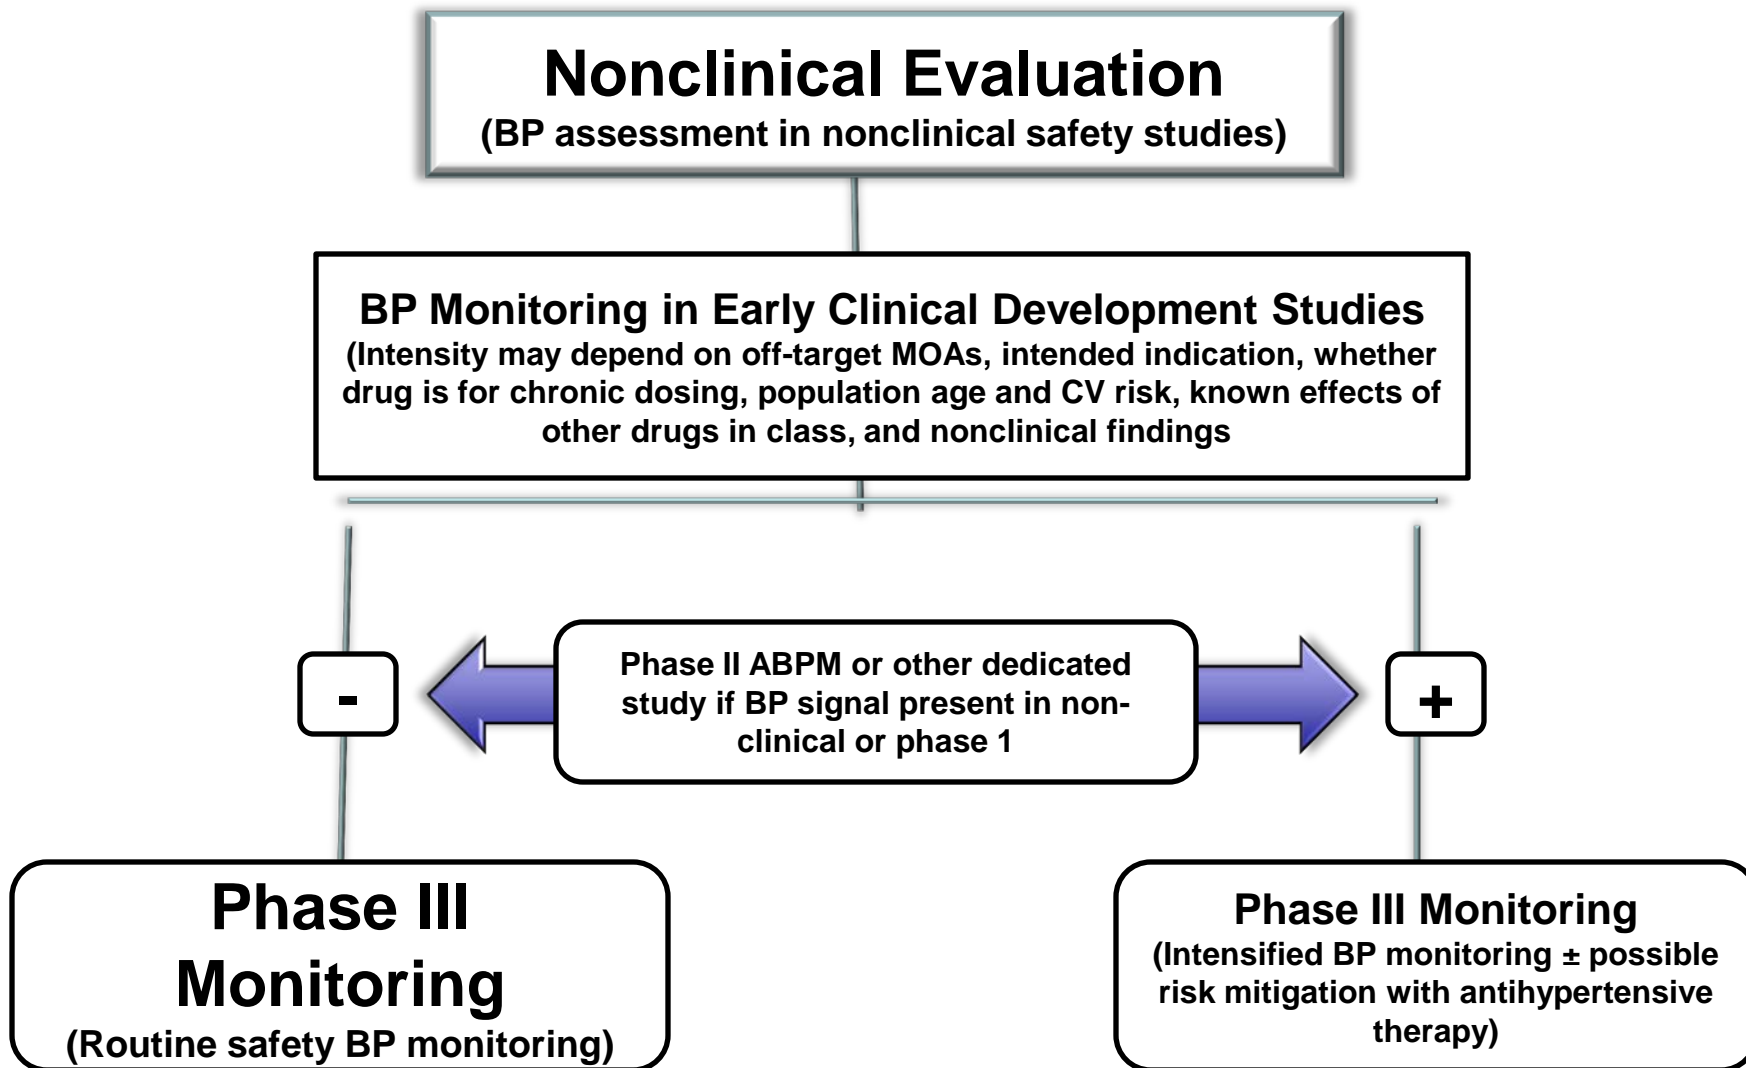 Nonclinical Evaluation
(BP assessment in nonclinical safety studies)
BP Monitoring in Early Clinical Development Studies
(Intensity may depend on off-target MOAs, intended indication, whether
drug is for chronic dosing, population age and CV risk, known effects of
other drugs in class, and nonclinical findings
-
Phase II ABPM or other dedicated
study if BP signal present in non-
clinical or phase 1
+
Phase III
Monitoring
(Routine safety BP monitoring)
Phase III Monitoring
(Intensified BP monitoring ± possible
risk mitigation with antihypertensive
therapy)